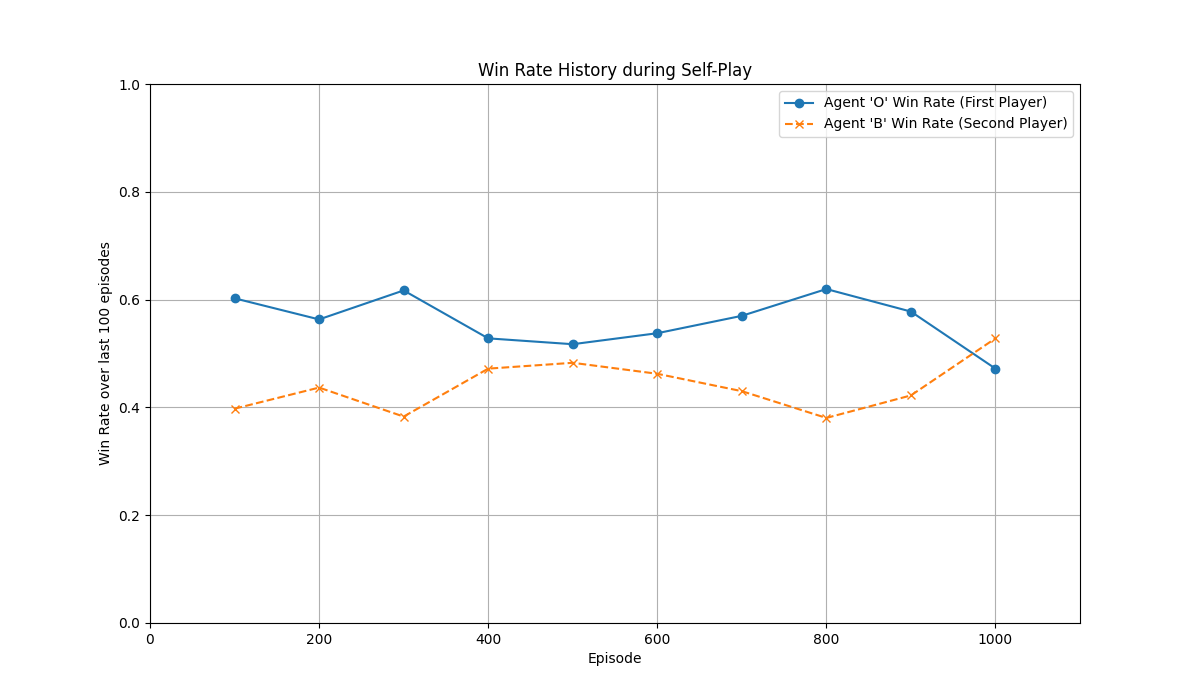 Win Rate History during Self-Play
Agent 'O' Win Rate (First Player)
Agent 'B' Win Rate (Second Player)
Win Rate over last 100 episodes
1.0
0.8
0.6
0.4
0.2
0.0
0
200
400
600
800
1000
Episode